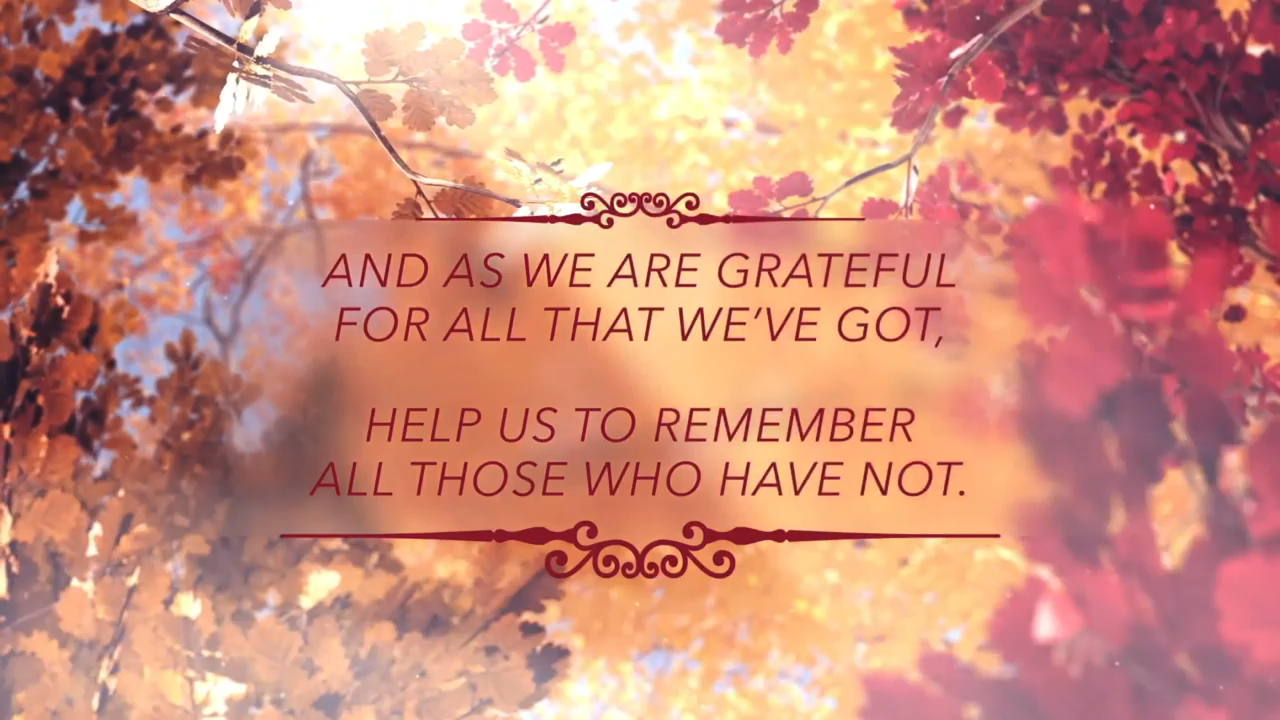 AND AS WE ARE GRATEFUL
FOR ALL THAT WE'VE GOT,
HELP US TO REMEMBER
ALL THOSE WHO HAVE NOT.